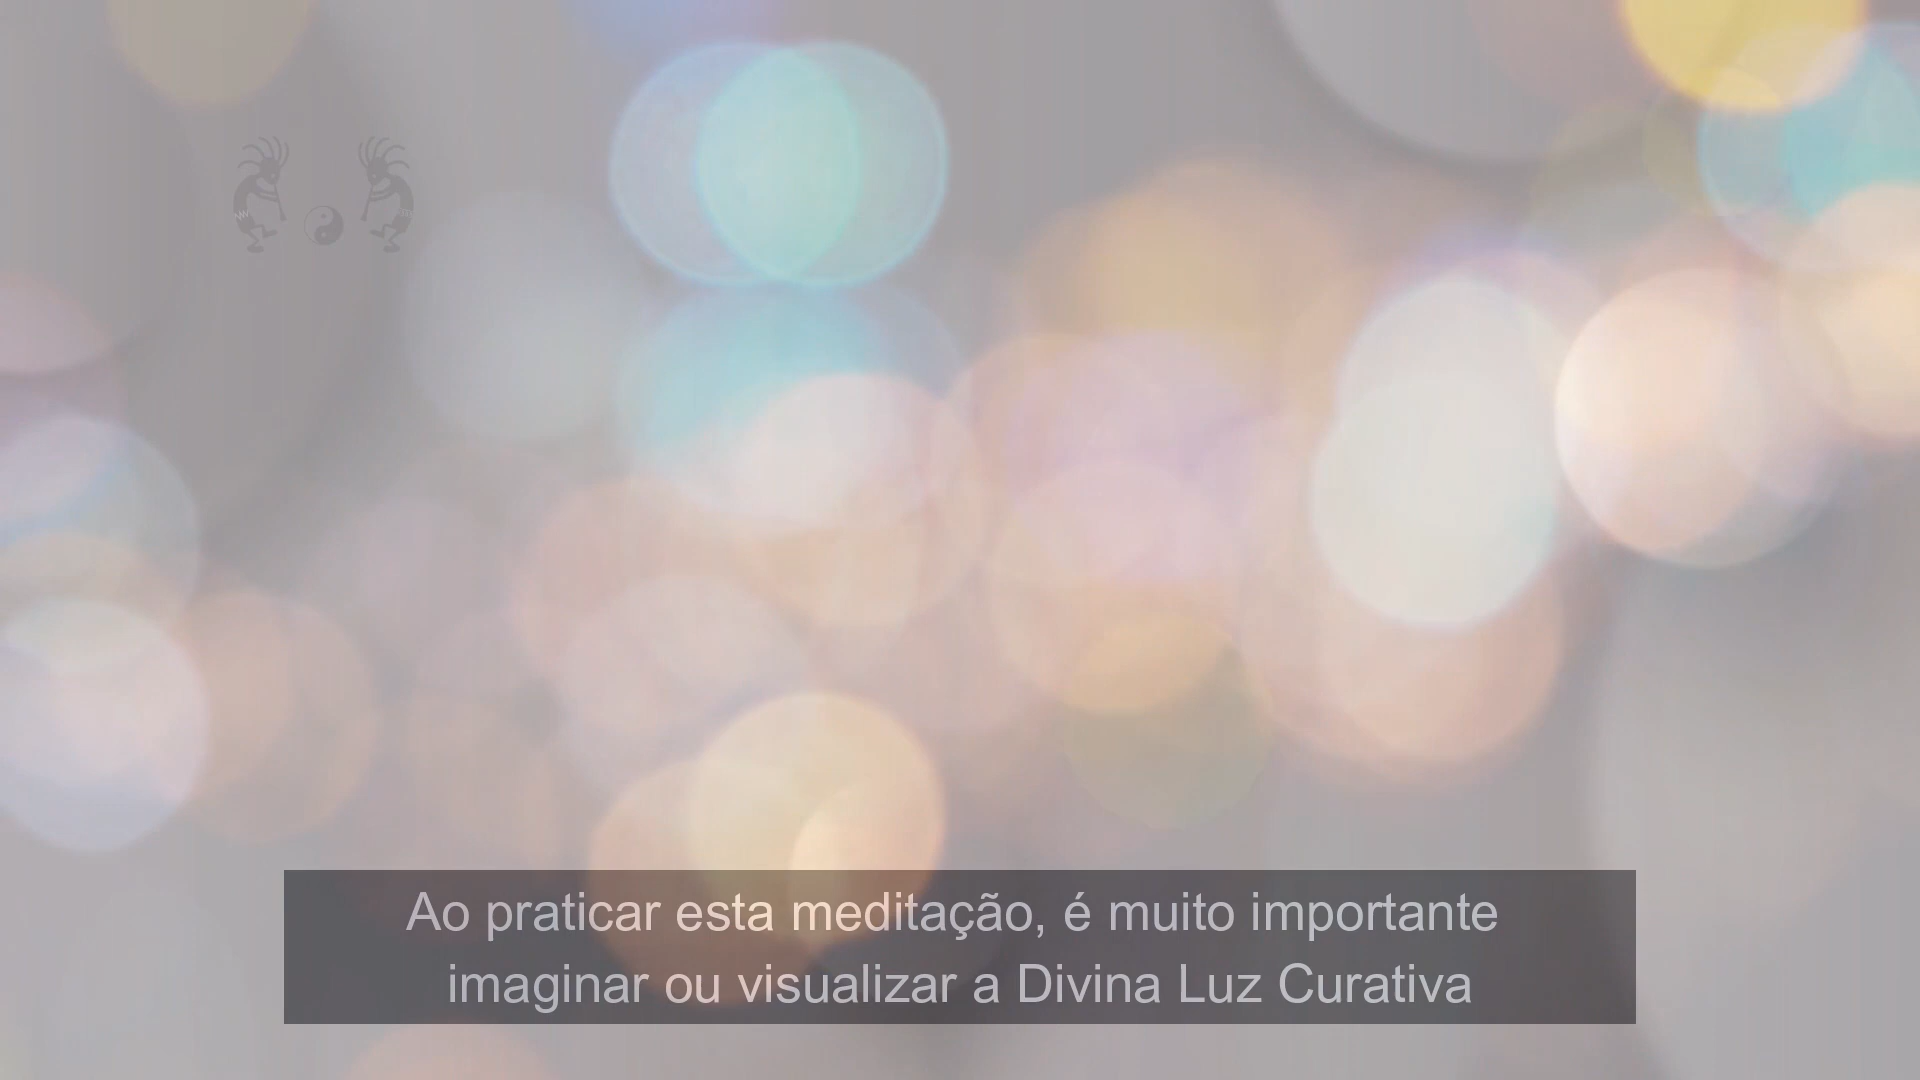 Ao praticar esta meditação, é muito importante
imaginar ou visualizar a Divina Luz Curativa